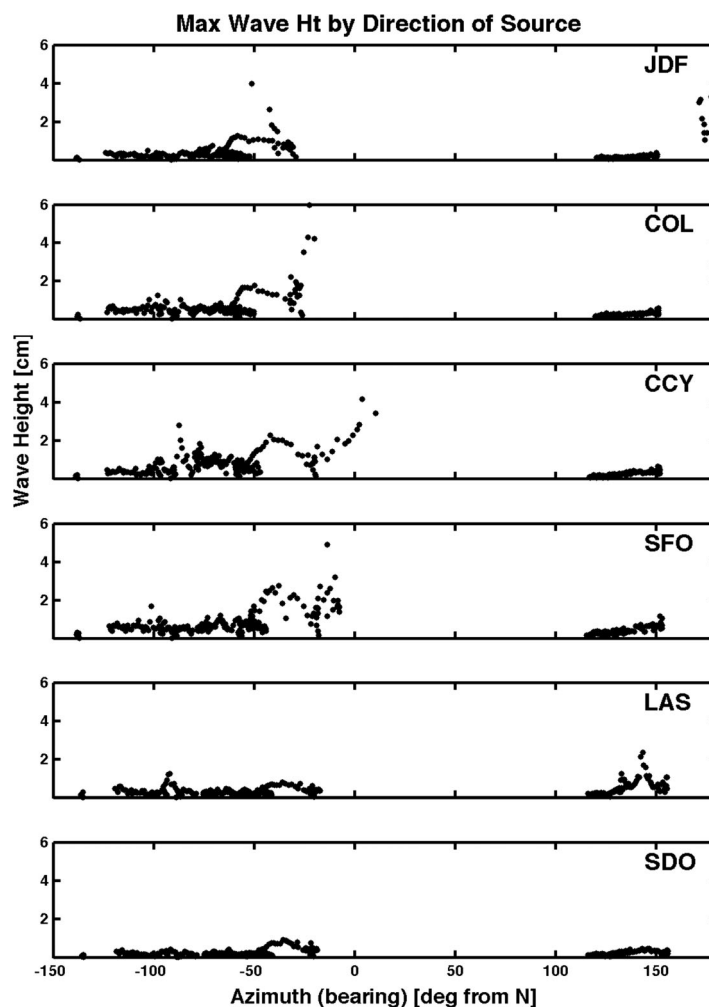 Max Wave Ht by Direction of Source
6
4
2
JDF
6
4
2
COL
6
4
2
CCY
Wave Height [cm]
6
4
2
SFO
6
4
2
LAS
6
4
2
SDO
-150 -100 -50 0 50 100 150
Azimuth (bearing) [deg from N]